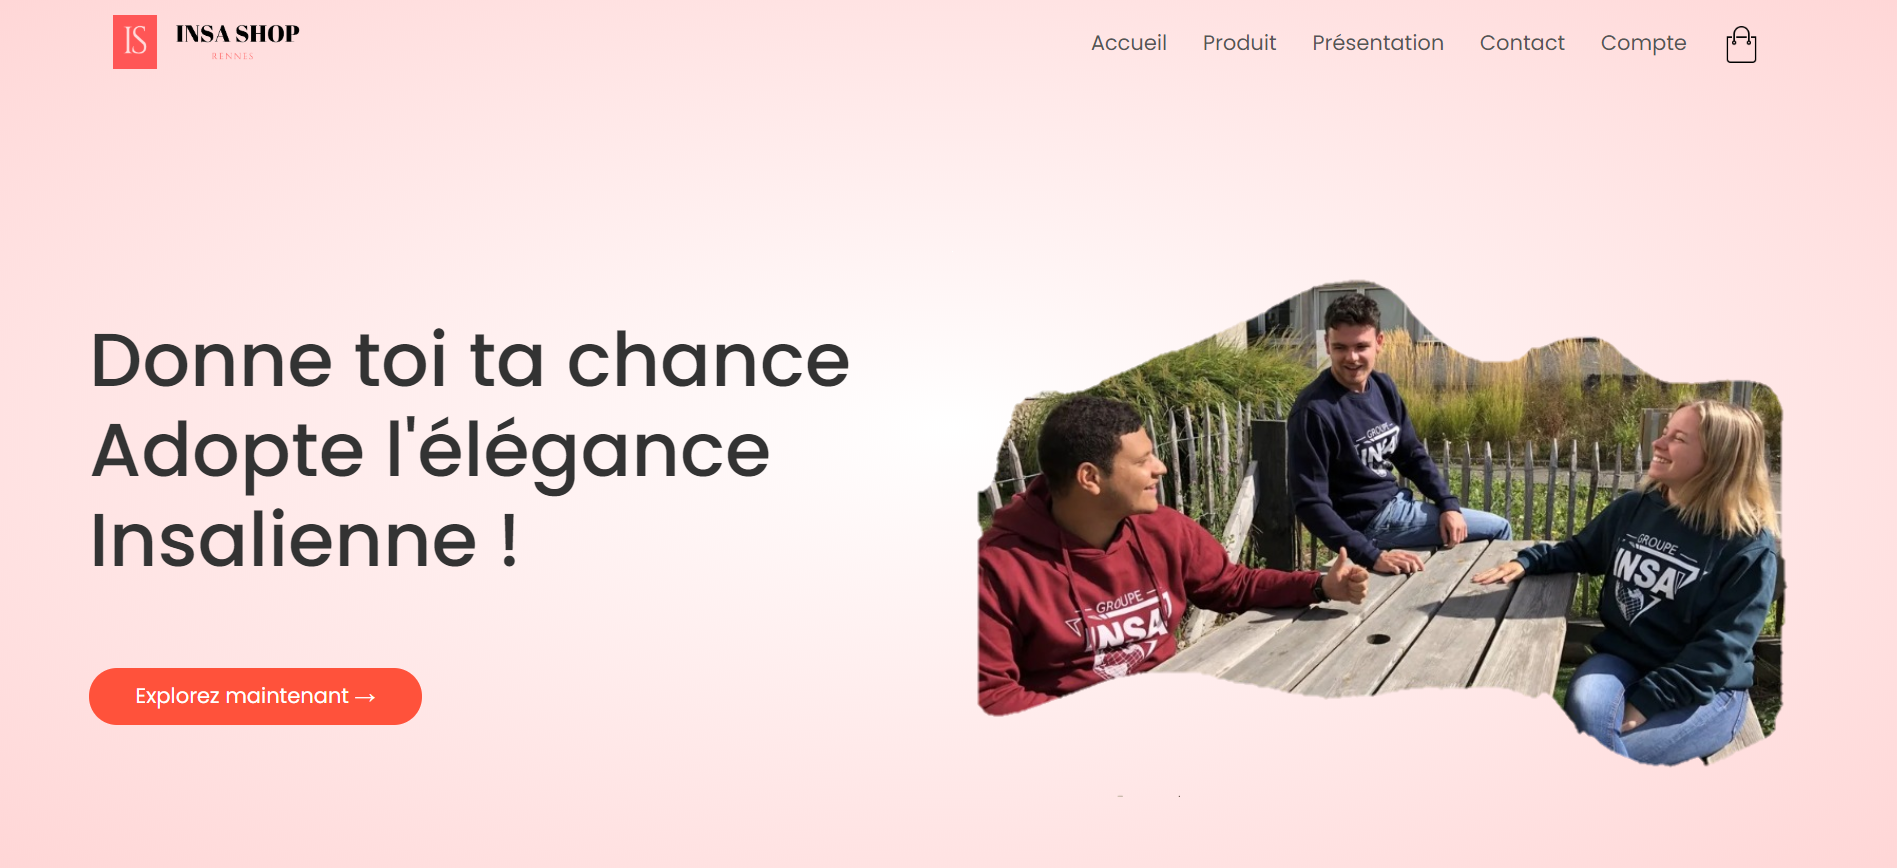 IS
INSA SHOP
RENNES
Accueil Produit Présentation Contact Compte
Donne toi ta chance
Adopte l'élégance
Insalienne !
Explorez maintenant →
GROUPE
INSA
GROUPE
INSA
GROUPE
INSA